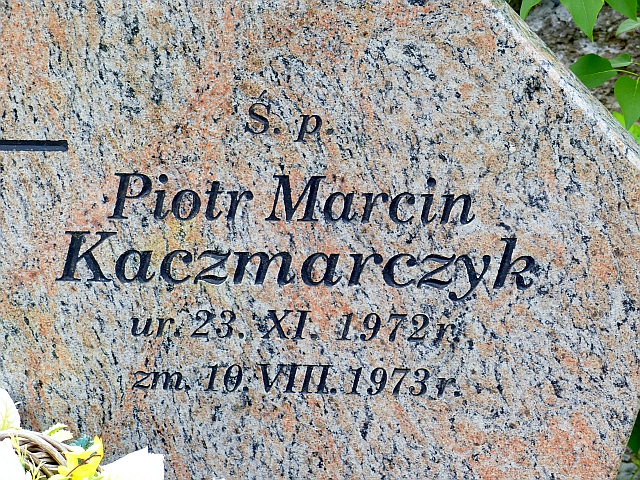 Ś. p.
Piotr Marcin
Kaczmarczyk
ur. 23. XI. 1972 r.
zm. 10. VIII. 1973 r.